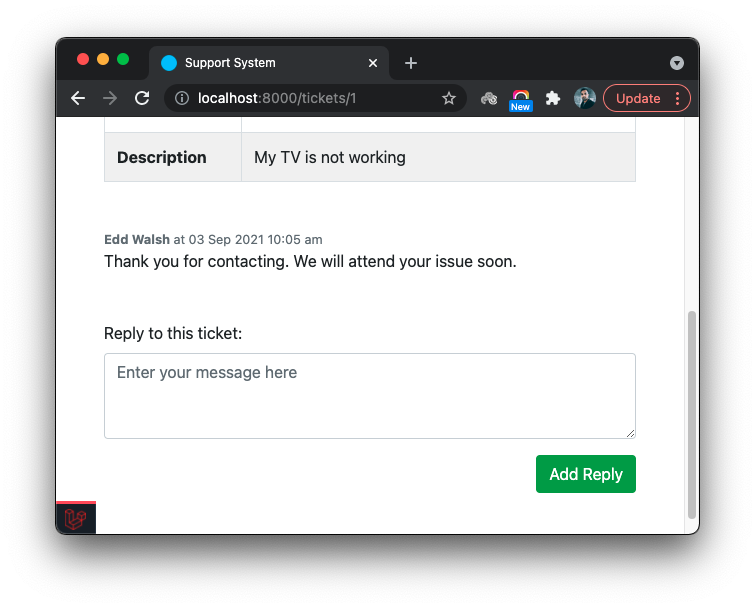 Support System
localhost:8000/tickets/1
New
Update
Description My TV is not working
Edd Walsh at 03 Sep 2021 10:05 am
Thank you for contacting. We will attend your issue soon.
Reply to this ticket:
Enter your message here
Add Reply